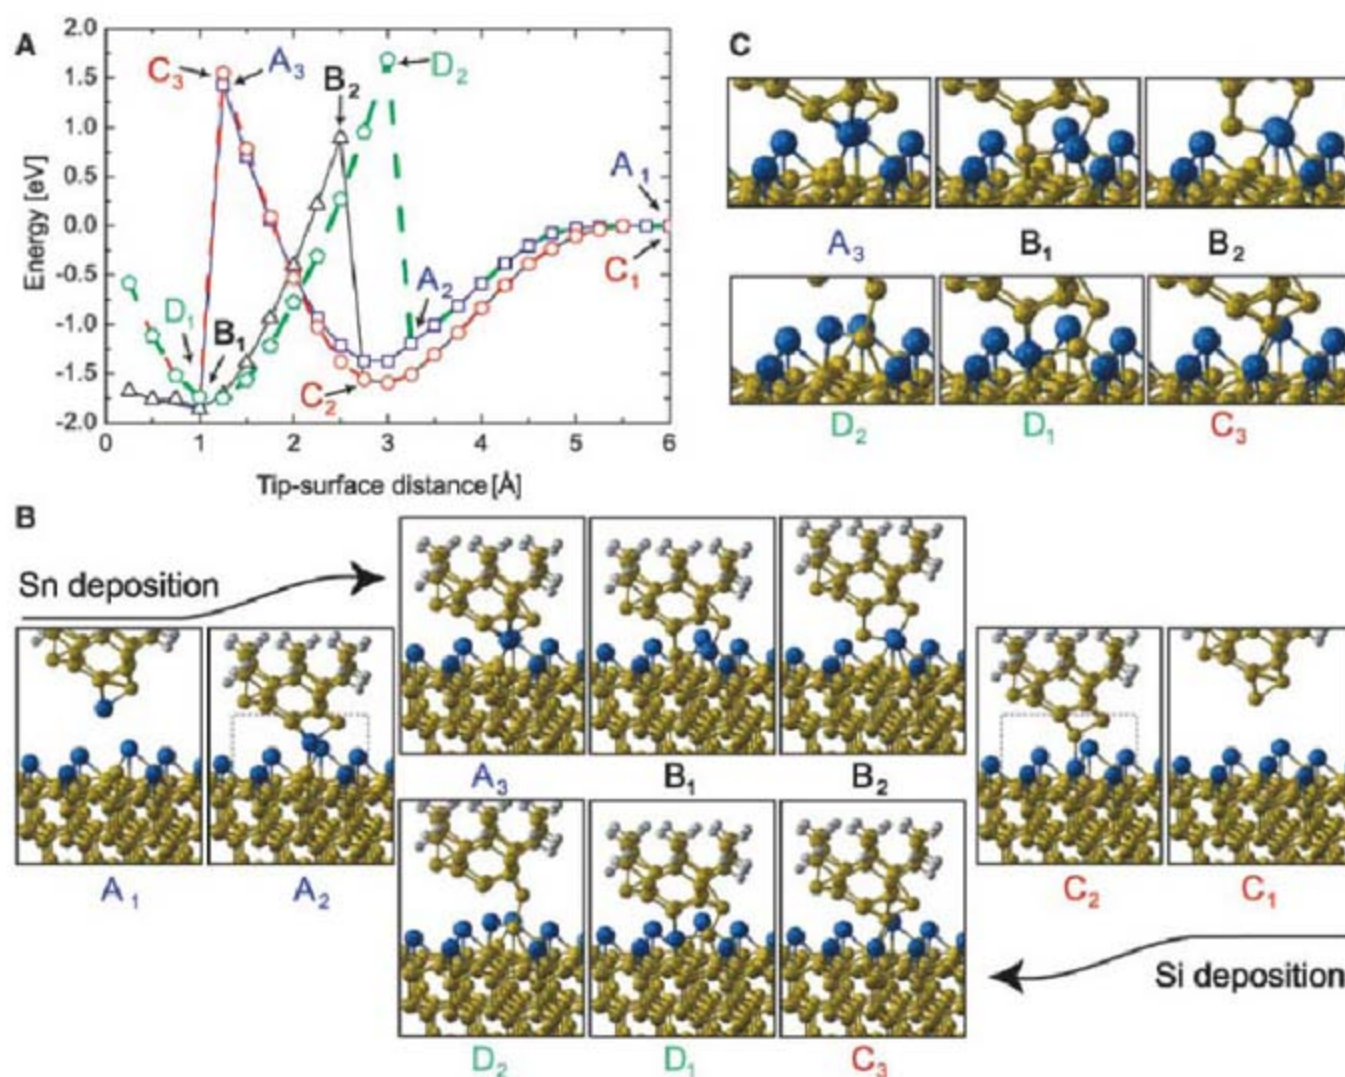 A
2.0
1.5
1.0
0.5
0.0
-0.5
-1.0
-1.5
-2.0
Energy [eV]
C₃
A₃
B₂
D₂
A₁
C₁
A₂
D₁
B₁
C₂
0 1 2 3 4 5 6
Tip-surface distance [Å]
C
A₃ B₁ B₂
D₂ D₁ C₃
B
Sn deposition
A₁ A₂
A₃ B₁ B₂
D₂ D₁ C₃
C₂ C₁
Si deposition